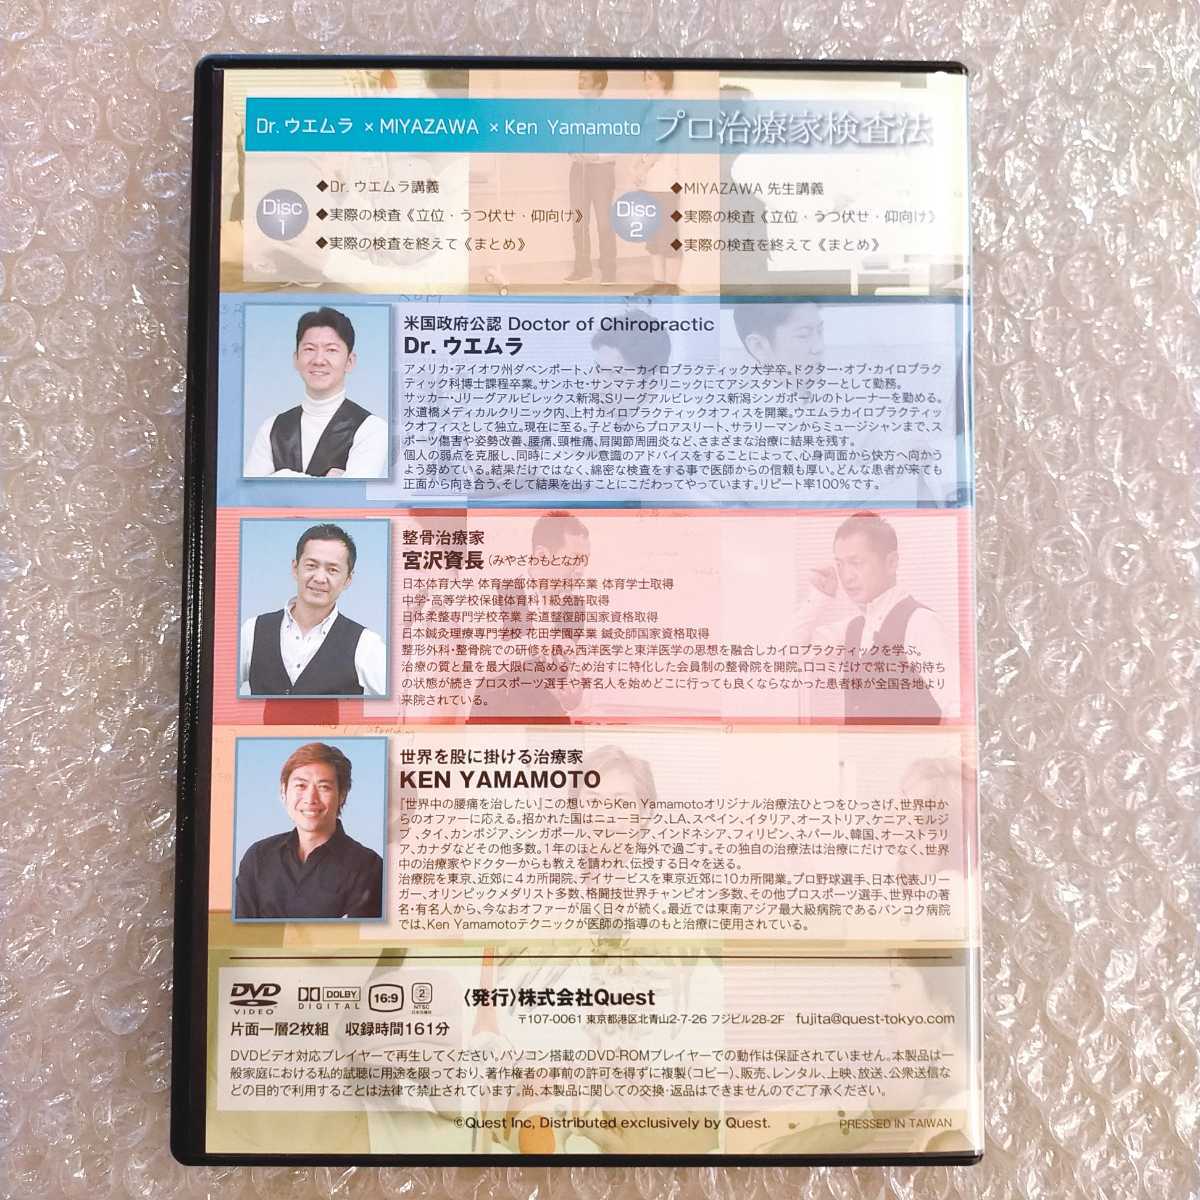 Dr. ウエムラ × MIYAZAWA × Ken Yamamoto プロ治療家検査法
Disc 1
◆Dr. ウエムラ講義
◆実際の検査《立位・うつ伏せ・仰向け》
◆実際の検査を終えて《まとめ》
Disc 2
◆MIYAZAWA 先生講義
◆実際の検査《立位・うつ伏せ・仰向け》
◆実際の検査を終えて《まとめ》
米国政府公認 Doctor of Chiropractic
Dr. ウエムラ
アメリカ・アイオワ州ダベンポート、パーマーカイロプラクティック大学卒。ドクター・オブ・カイロプラク
ティック科博士課程卒業。サンホセ・サンマテオクリニックにてアシスタントドクターとして勤務。
サッカー・Jリーグアルビレックス新潟、Sリーグアルビレックス新潟シンガポールのトレーナーを勤める。
水道橋メディカルクリニック内、上村カイロプラクティックオフィスを開業。ウエムラカイロプラクティッ
クオフィスとして独立。現在に至る。子どもからプロアスリート、サラリーマンからミュージシャンまで、ス
ポーツ傷害や姿勢改善、腰痛、頸椎痛、肩関節周囲炎など、さまざまな治療に結果を残す。
個人の弱点を克服し、同時にメンタル意識のアドバイスをすることによって、心身両面から快方へ向かう
よう努めている。結果だけではなく、綿密な検査をする事で医師からの信頼も厚い。どんな患者が来ても
正面から向き合う、そして結果を出すことにこだわってやっています。リピート率100%です。
整骨治療家
宮沢資長（みやざわもとなが）
日本体育大学 体育学部体育学科卒業 体育学士取得
中学・高等学校保健体育科1級免許取得
日体柔整専門学校卒業 柔道整復師国家資格取得
日本鍼灸理療専門学校 花田学園卒業 鍼灸師国家資格取得
整形外科・整骨院での研修を積み西洋医学と東洋医学の思想を融合しカイロプラクティックを学ぶ。
治療の質と量を最大限に高めるため治すに特化した会員制の整骨院を開院。口コミだけで常に予約待ち
の状態が続きプロスポーツ選手や著名人を始めどこに行っても良くならなかった患者様が全国各地より
来院されている。
世界を股に掛ける治療家
KEN YAMAMOTO
『世界中の腰痛を治したい』この想いからKen Yamamotoオリジナル治療法ひとつをひっさげ、世界中か
らのオファーに応える。招かれた国はニューヨーク、LA、スペイン、イタリア、オーストリア、ケニア、モルジ
ブ 、タイ、カンボジア、シンガポール、マレーシア、インドネシア、フィリピン、ネパール、韓国、オーストラリ
ア、カナダなどその他多数。1年のほとんどを海外で過ごす。その独自の治療法は治療にだけでなく、世界
中の治療家やドクターからも教えを請われ、伝授する日々を送る。
治療院を東京、近郊に4カ所開院、デイサービスを東京近郊に10カ所開業。プロ野球選手、日本代表Jリ
ーガー、オリンピックメダリスト多数、格闘技世界チャンピオン多数、その他プロスポーツ選手、世界中の著
名・有名人から、今なおオファーが届く日々が続く。最近では東南アジア最大級病院であるバンコク病院
では、Ken Yamamotoテクニックが医師の指導のもと治療に使用されている。
DVD VIDEO
DOLBY DIGITAL
16:9
2 NTSC 日本市場向
〈発行〉株式会社Quest
片面一層2枚組 収録時間161分
〒107-0061 東京都港区北青山2-7-26 フジビル28-2F fujita@quest-tokyo.com
DVDビデオ対応プレイヤーで再生してください。パソコン搭載のDVD-ROMプレイヤーでの動作は保証されていません。本製品は一
般家庭における私的試聴に用途を限っており、著作権者の事前の許可を得ずに複製（コピー）、販売、レンタル、上映、放送、公衆送信な
どの目的で利用することは法律で禁止されています。尚、本製品に関しての交換・返品はできませんのでご了承ください。
©Quest Inc, Distributed exclusively by Quest.
PRESSED IN TAIWAN